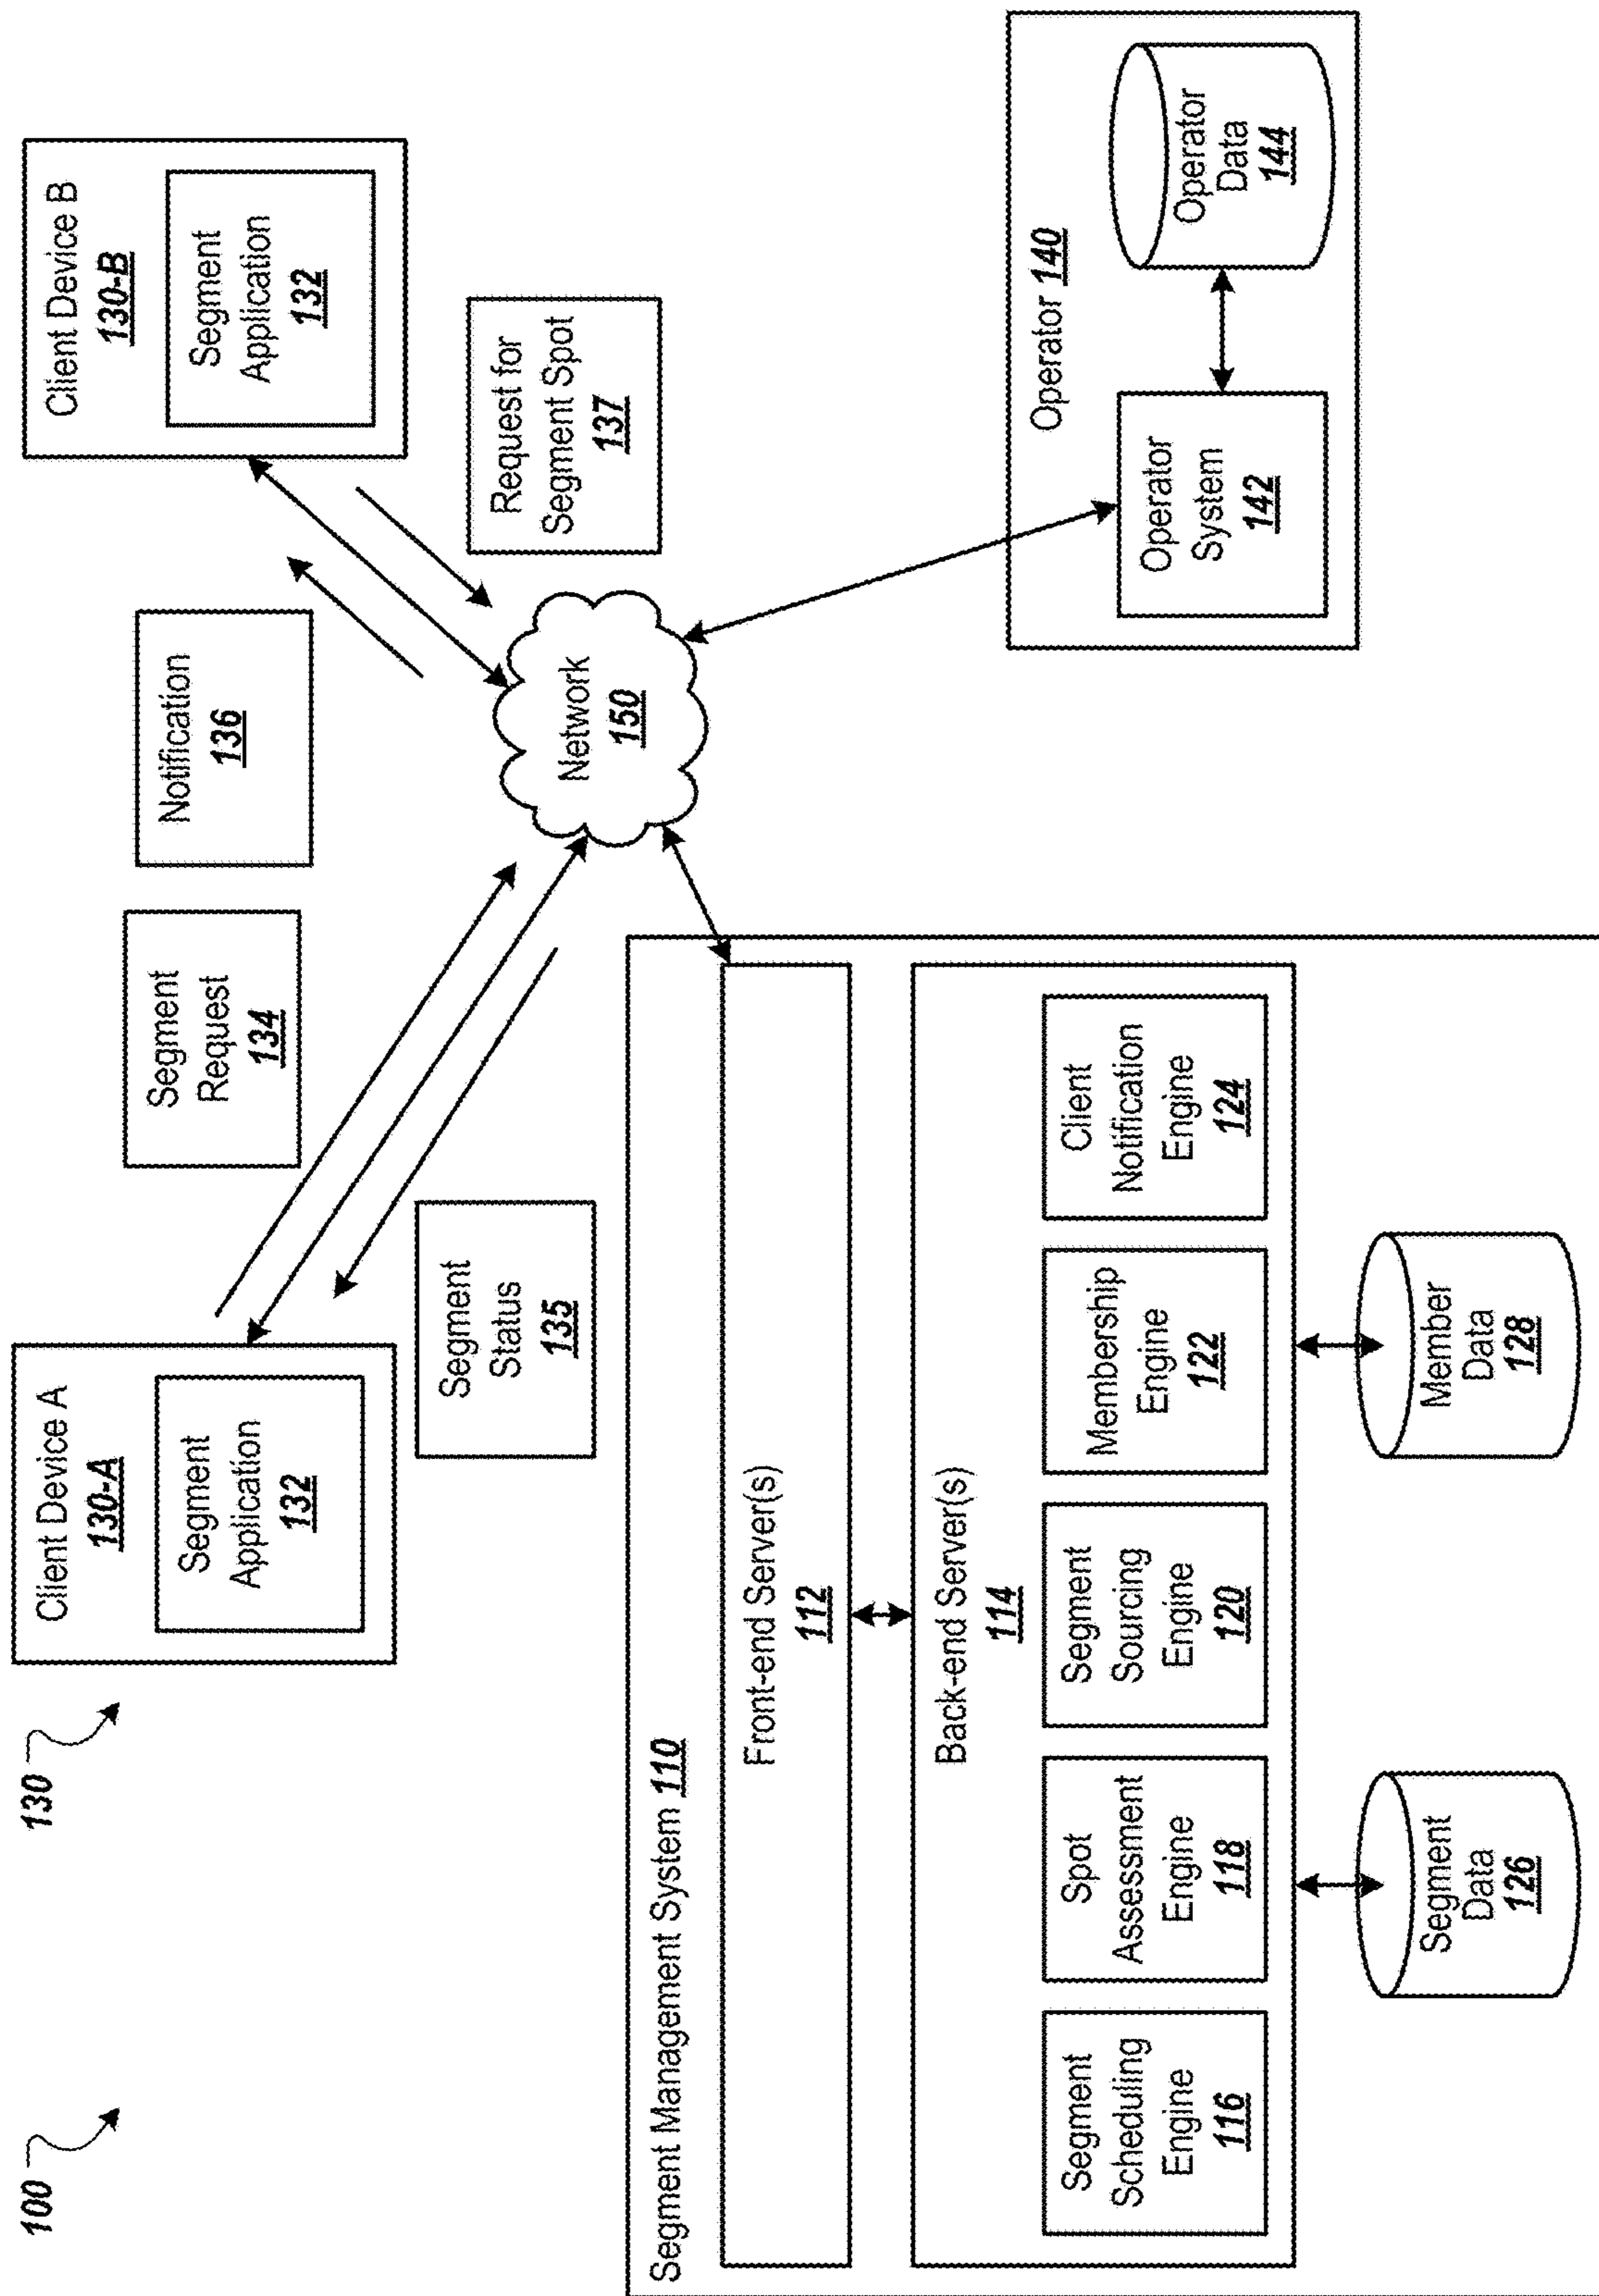 100
130
Client Device A
130-A
Segment
Application
132
Segment
Request
134
Notification
136
Client Device B
130-B
Segment
Application
132
Segment
Status
135
Network
150
Request for
Segment Spot
137
Segment Management System 110
Front-end Server(s)
112
Back-end Server(s)
114
Segment
Scheduling
Engine
116
Spot
Assessment
Engine
118
Segment
Sourcing
Engine
120
Membership
Engine
122
Client
Notification
Engine
124
Segment
Data
126
Member
Data
128
Operator 140
Operator
System
142
Operator
Data
144